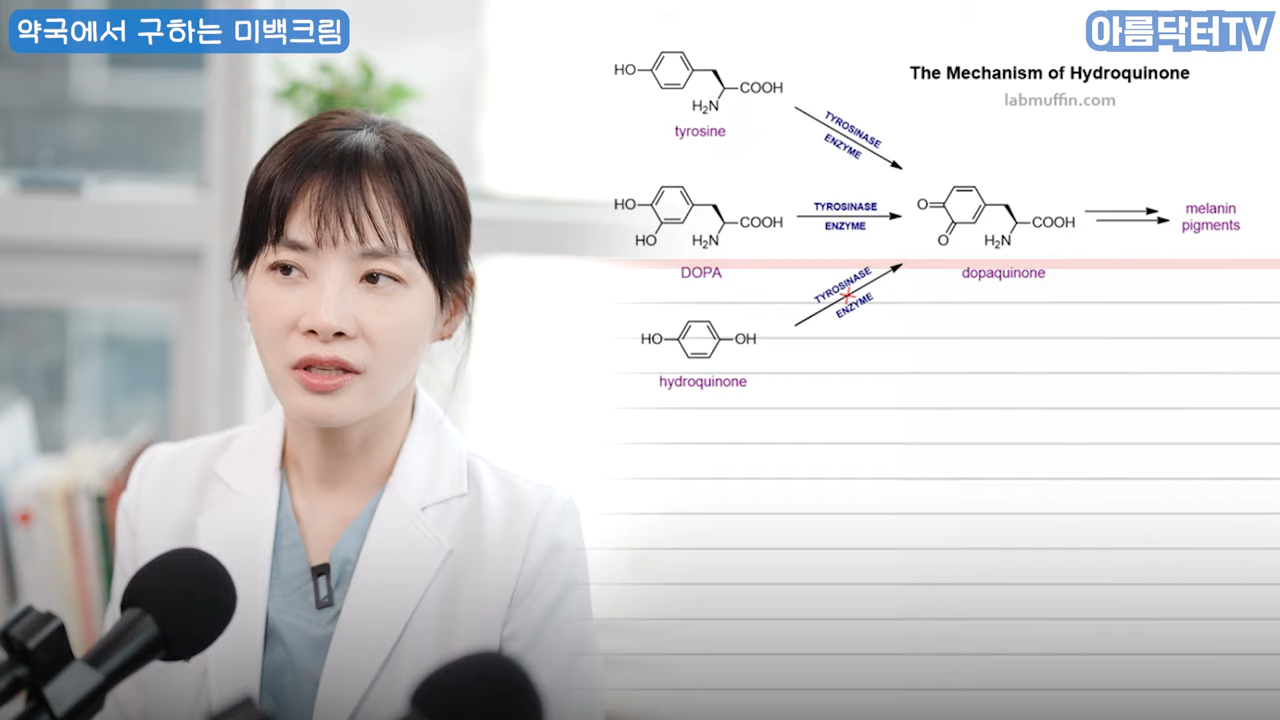 약국에서 구하는 미백크림
아름닥터TV
The Mechanism of Hydroquinone
labmuffin.com
HO
COOH
H₂N
tyrosine
TYROSINASE
ENZYME
HO
HO
COOH
H₂N
DOPA
TYROSINASE
ENZYME
O
O
COOH
H₂N
dopaquinone
melanin
pigments
TYROSINASE
ENZYME
HO
OH
hydroquinone